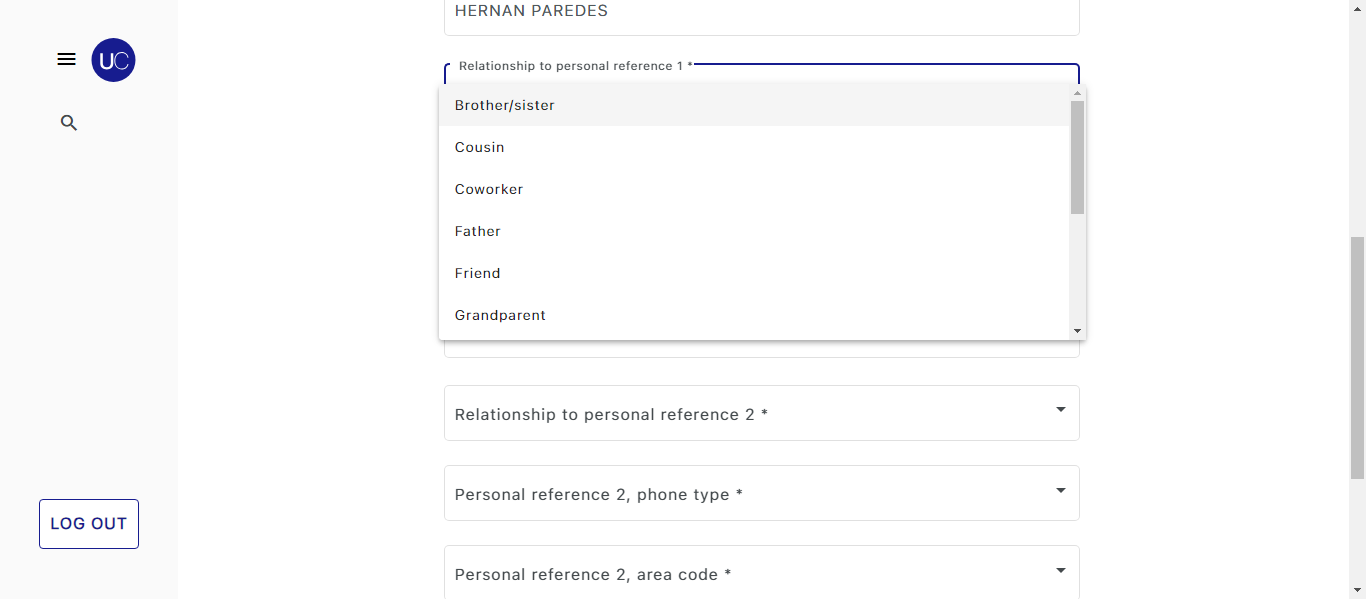 HERNAN PAREDES
UC
Relationship to personal reference 1 *
Brother/sister
Cousin
Coworker
Father
Friend
Grandparent
Relationship to personal reference 2 *
Personal reference 2, phone type *
LOG OUT
Personal reference 2, area code *